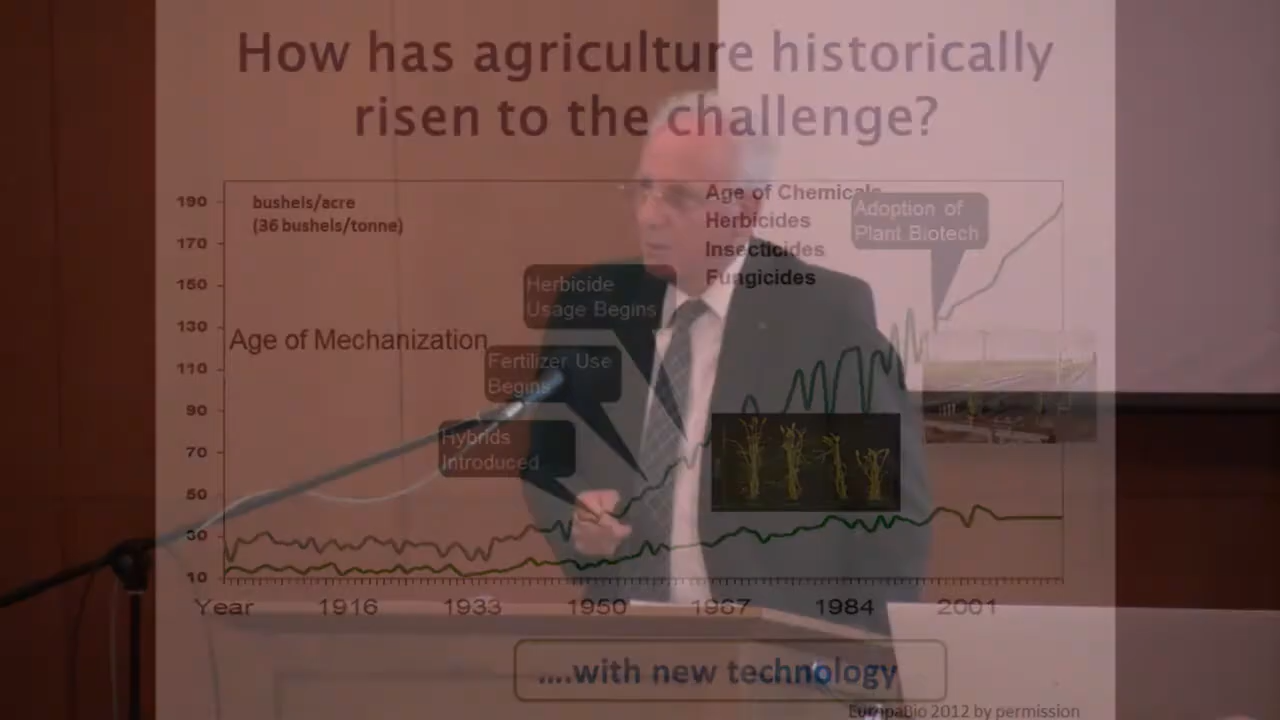 How has agriculture historically
risen to the challenge?
190
170
150
130
110
90
70
50
30
10
bushels/acre
(36 bushels/tonne)
Age of Mechanization
Age of Chemicals
Herbicides
Insecticides
Fungicides
Adoption of
Plant Biotech
Herbicide
Usage Begins
Fertilizer Use
Begins
Hybrids
Introduced
Year 1916 1933 1950 1967 1984 2001
....with new technology
EuropaBio 2012 by permission